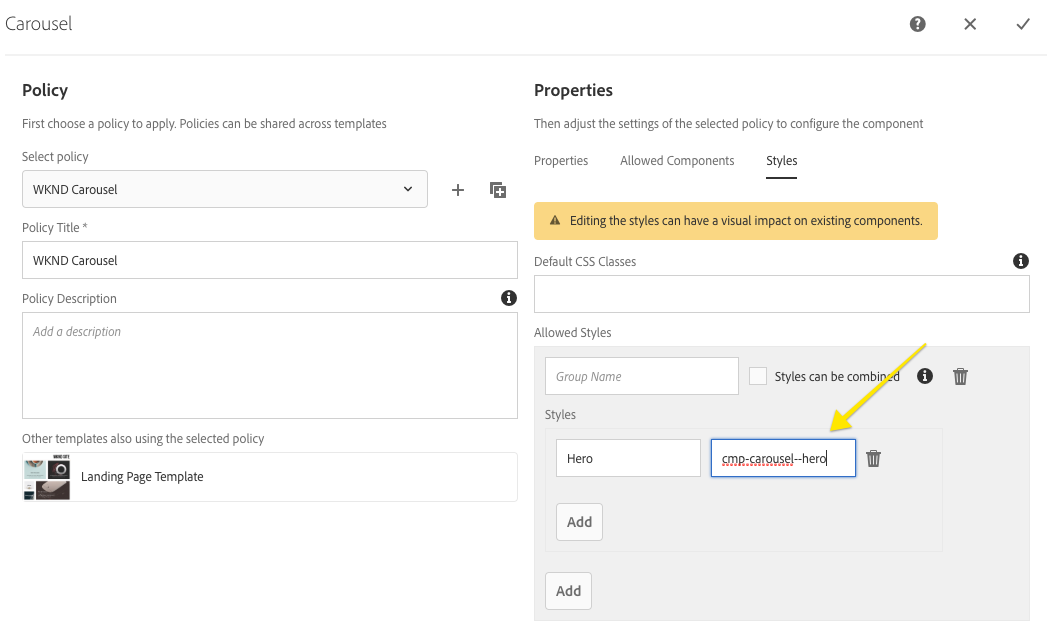 Carousel
Policy
First choose a policy to apply. Policies can be shared across templates
Select policy
WKND Carousel
Policy Title *
WKND Carousel
Policy Description
Add a description
Other templates also using the selected policy
Landing Page Template
Properties
Then adjust the settings of the selected policy to configure the component
Properties Allowed Components Styles
Editing the styles can have a visual impact on existing components.
Default CSS Classes
Allowed Styles
Group Name Styles can be combined
Styles
Hero cmp-carousel--hero
Add
Add